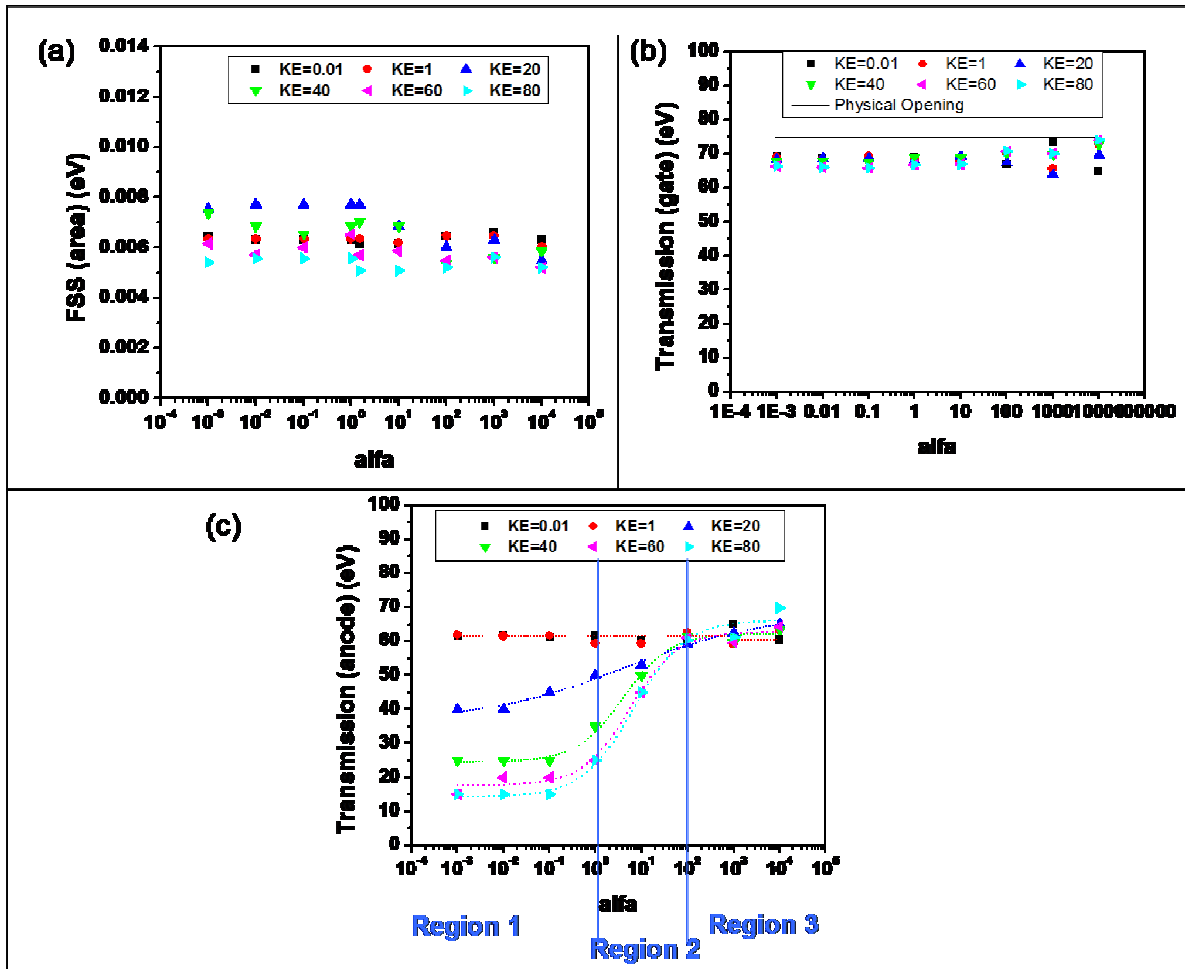 (a)
FSS (area) (eV)
0.014
0.012
0.010
0.008
0.006
0.004
0.002
0.000
KE=0.01 KE=1 KE=20
KE=40 KE=60 KE=80
10⁻⁴ 10⁻³ 10⁻² 10⁻¹ 10⁰ 10¹ 10² 10³ 10⁴ 10⁵
alfa
(b)
Transmission (gate) (eV)
100
90
80
70
60
50
40
30
20
10
0
KE=0.01 KE=1 KE=20
KE=40 KE=60 KE=80
Physical Opening
1E-4 1E-3 0.01 0.1 1 10 100
alfa
(c)
Transmission (anode) (eV)
100
90
80
70
60
50
40
30
20
10
0
KE=0.01 KE=1 KE=20
KE=40 KE=60 KE=80
10⁻⁴ 10⁻³ 10⁻² 10⁻¹ 10⁰ 10¹ 10² 10³ 10⁴ 10⁵
alfa
Region 1
Region 2
Region 3